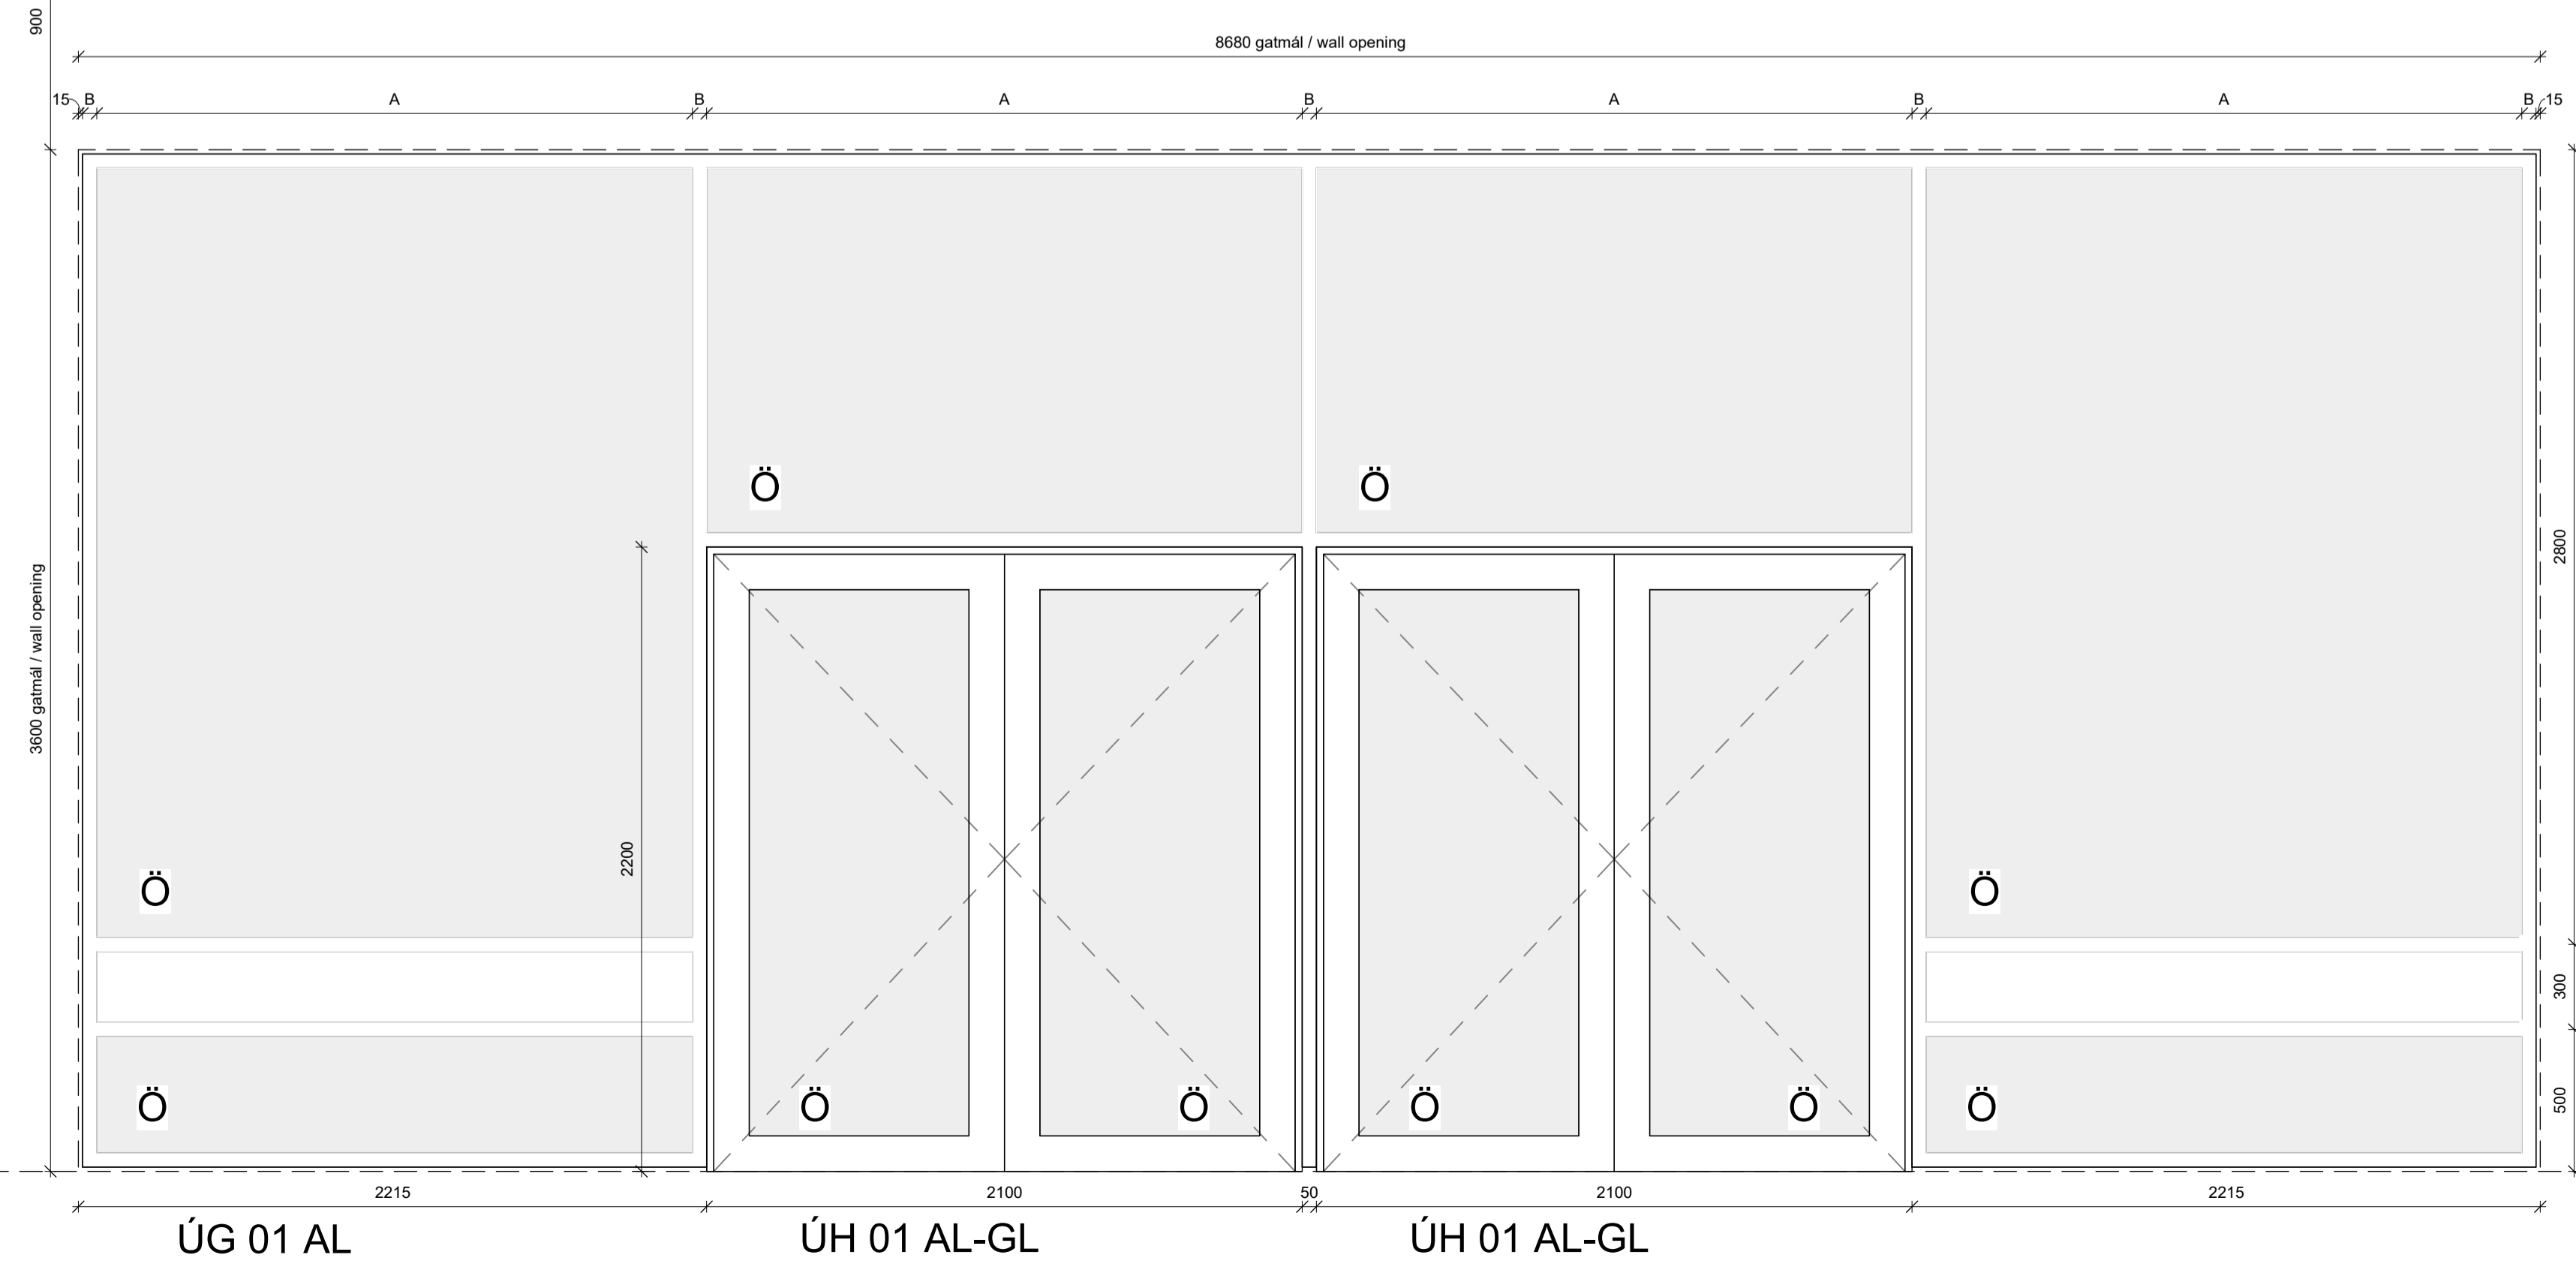 900
8680 gatmál / wall opening
15 B A B A B A B A B 15
Ö Ö
3600 gatmál / wall opening
2800
2200
Ö Ö
300
Ö Ö Ö Ö Ö Ö
500
2215 2100 50 2100 2215
ÚG 01 AL ÚH 01 AL-GL ÚH 01 AL-GL